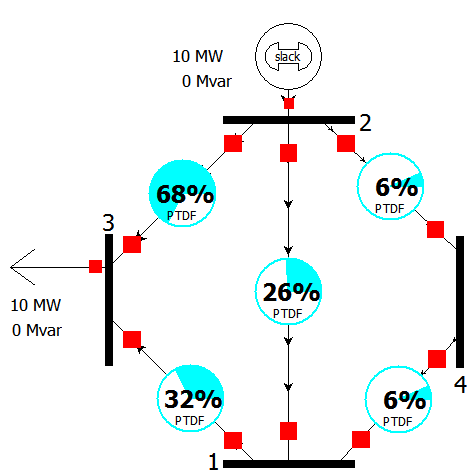 slack
10 MW
0 Mvar
2
68%
PTDF
6%
PTDF
3
26%
PTDF
10 MW
0 Mvar
32%
PTDF
6%
PTDF
4
1